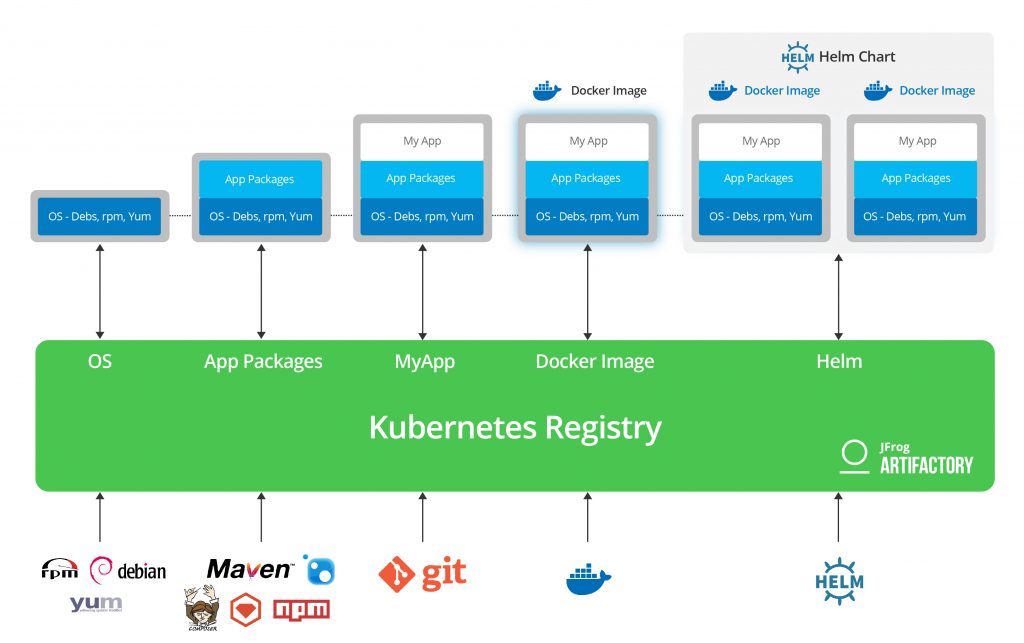 HELM Helm Chart
Docker Image
Docker Image
Docker Image
My App
My App
My App
My App
App Packages
App Packages
App Packages
App Packages
App Packages
OS - Debs, rpm, Yum
OS - Debs, rpm, Yum
OS - Debs, rpm, Yum
OS - Debs, rpm, Yum
OS - Debs, rpm, Yum
OS - Debs, rpm, Yum
OS
App Packages
MyApp
Docker Image
Helm
Kubernetes Registry
JFrog
ARTIFACTORY
rpm
debian
yum
Maven™
COMPOSER
npm
git
HELM